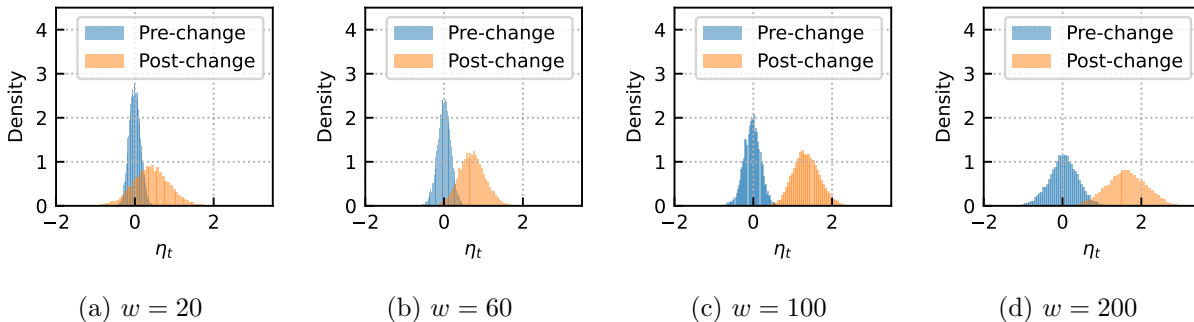 Density
4
3
2
1
0
Pre-change
Post-change
−2
0
2
η_t
(a) w = 20
Density
4
3
2
1
0
Pre-change
Post-change
−2
0
2
η_t
(b) w = 60
Density
4
3
2
1
0
Pre-change
Post-change
−2
0
2
η_t
(c) w = 100
Density
4
3
2
1
0
Pre-change
Post-change
−2
0
2
η_t
(d) w = 200